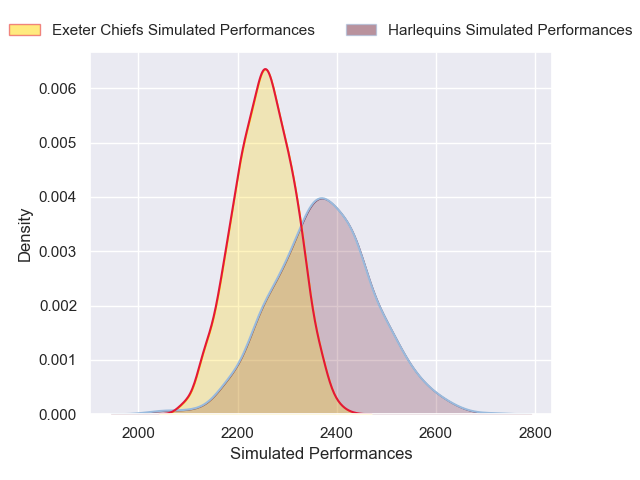 Exeter Chiefs Simulated Performances Harlequins Simulated Performances
0.006
0.005
0.004
0.003
0.002
0.001
0.000
Density
2000 2200 2400 2600 2800
Simulated Performances